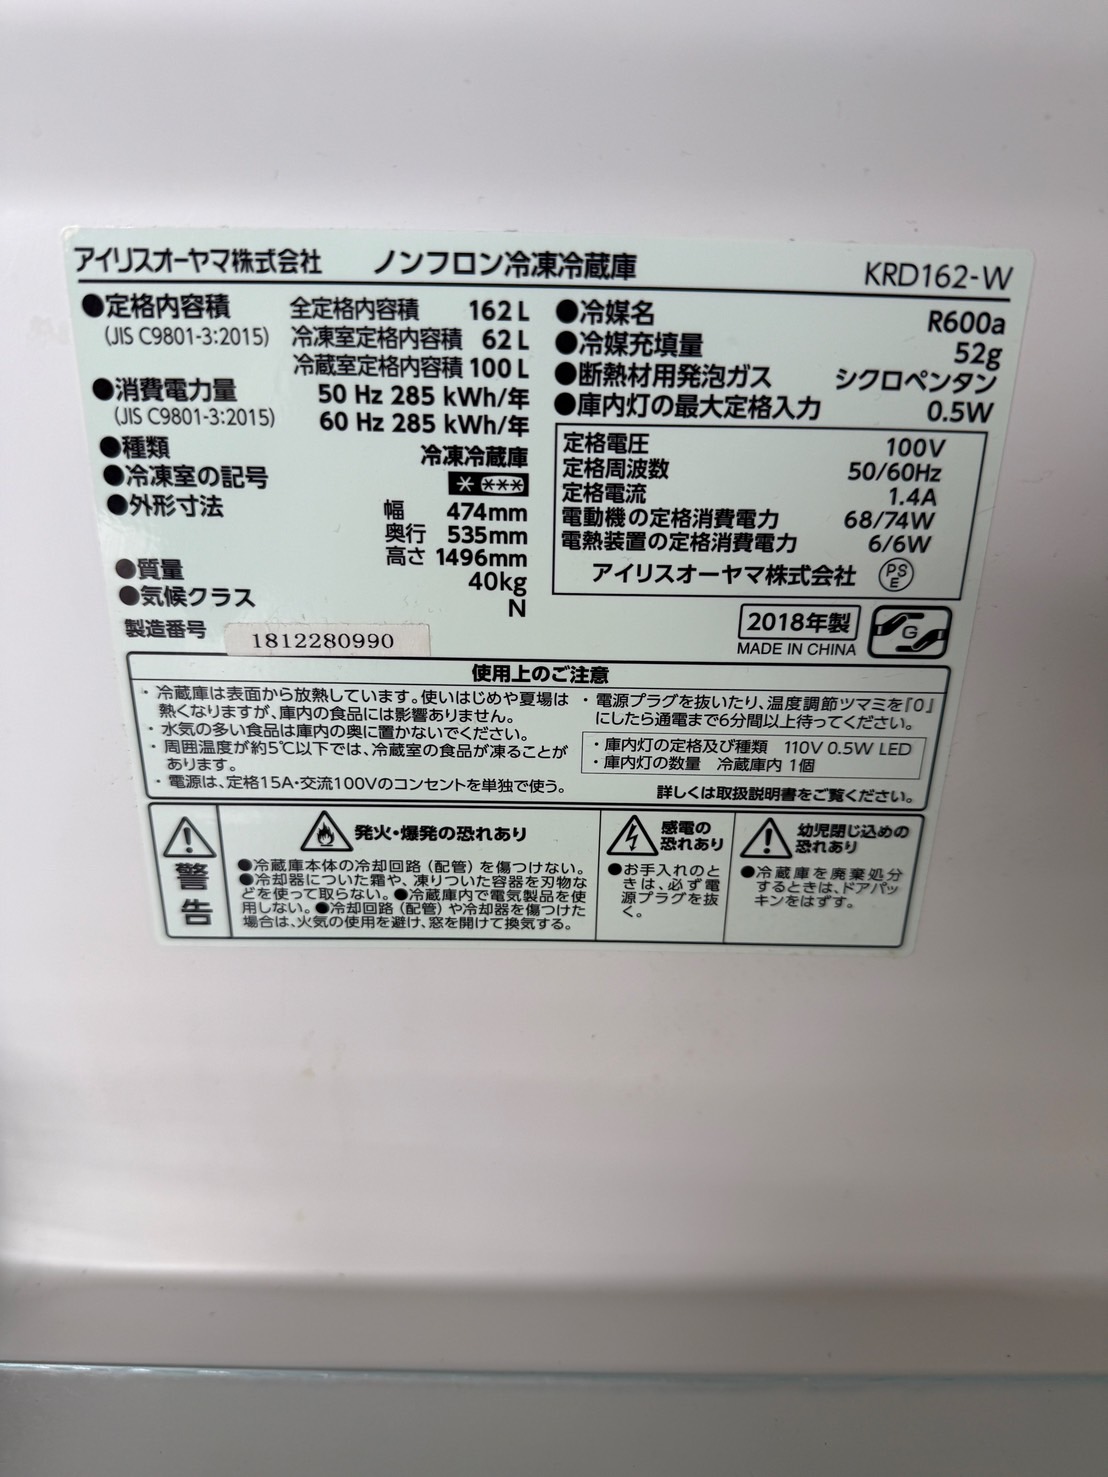 アイリスオーヤマ株式会社 ノンフロン冷凍冷蔵庫 KRD162-W
●定格内容積 全定格内容積 162L
(JIS C9801-3:2015) 冷凍室定格内容積 62L
冷蔵室定格内容積 100L
●消費電力量 50 Hz 285 kWh/年
(JIS C9801-3:2015) 60 Hz 285 kWh/年
●種類 冷凍冷蔵庫
●冷凍室の記号
●外形寸法 幅 474mm
奥行 535mm
高さ 1496mm
●質量 40kg
●気候クラス N
製造番号 1812280990
●冷媒名 R600a
●冷媒充填量 52g
●断熱材用発泡ガス シクロペンタン
●庫内灯の最大定格入力 0.5W
定格電圧 100V
定格周波数 50/60Hz
定格電流 1.4A
電動機の定格消費電力 68/74W
電熱装置の定格消費電力 6/6W
アイリスオーヤマ株式会社 PSE
2018年製
MADE IN CHINA
G
使用上のご注意
・冷蔵庫は表面から放熱しています。使いはじめや夏場は
熱くなりますが、庫内の食品には影響ありません。
・水気の多い食品は庫内の奥に置かないでください。
・周囲温度が約5℃以下では、冷蔵室の食品が凍ることが
あります。
・電源は、定格15A・交流100Vのコンセントを単独で使う。
・電源プラグを抜いたり、温度調節ツマミを「0」
にしたら通電まで6分間以上待ってください。
・庫内灯の定格及び種類 110V 0.5W LED
・庫内灯の数量 冷蔵庫内 1個
詳しくは取扱説明書をご覧ください。
警告
発火・爆発の恐れあり
●冷蔵庫本体の冷却回路(配管)を傷つけない。
●冷却器についた霜や、凍りついた容器を刃物な
どを使って取らない。●冷蔵庫内で電気製品を使
用しない。●冷却回路(配管)や冷却器を傷つけた
場合は、火気の使用を避け、窓を開けて換気する。
感電の
恐れあり
●お手入れのと
きは、必ず電
源プラグを抜
く。
幼児閉じ込めの
恐れあり
●冷蔵庫を廃棄処分
するときは、ドアパッ
キンをはずす。